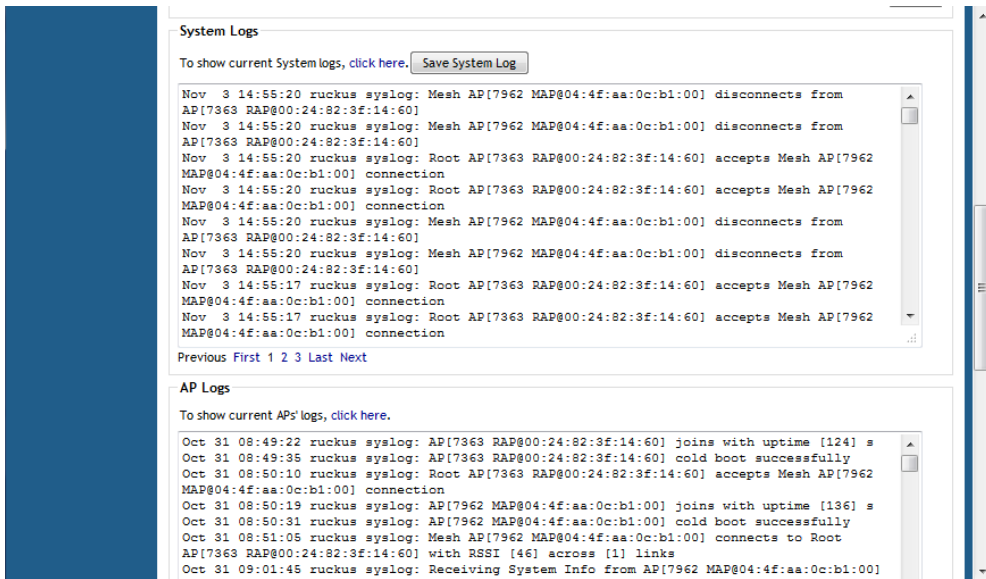 System Logs
To show current System logs, click here. Save System Log
Nov  3 14:55:20 ruckus syslog: Mesh AP[7962 MAP@04:4f:aa:0c:b1:00] disconnects from
AP[7363 RAP@00:24:82:3f:14:60]
Nov  3 14:55:20 ruckus syslog: Mesh AP[7962 MAP@04:4f:aa:0c:b1:00] disconnects from
AP[7363 RAP@00:24:82:3f:14:60]
Nov  3 14:55:20 ruckus syslog: Root AP[7363 RAP@00:24:82:3f:14:60] accepts Mesh AP[7962
MAP@04:4f:aa:0c:b1:00] connection
Nov  3 14:55:20 ruckus syslog: Root AP[7363 RAP@00:24:82:3f:14:60] accepts Mesh AP[7962
MAP@04:4f:aa:0c:b1:00] connection
Nov  3 14:55:20 ruckus syslog: Mesh AP[7962 MAP@04:4f:aa:0c:b1:00] disconnects from
AP[7363 RAP@00:24:82:3f:14:60]
Nov  3 14:55:20 ruckus syslog: Mesh AP[7962 MAP@04:4f:aa:0c:b1:00] disconnects from
AP[7363 RAP@00:24:82:3f:14:60]
Nov  3 14:55:17 ruckus syslog: Root AP[7363 RAP@00:24:82:3f:14:60] accepts Mesh AP[7962
MAP@04:4f:aa:0c:b1:00] connection
Nov  3 14:55:17 ruckus syslog: Root AP[7363 RAP@00:24:82:3f:14:60] accepts Mesh AP[7962
MAP@04:4f:aa:0c:b1:00] connection
Previous First 1 2 3 Last Next
AP Logs
To show current APs' logs, click here.
Oct 31 08:49:22 ruckus syslog: AP[7363 RAP@00:24:82:3f:14:60] joins with uptime [124] s
Oct 31 08:49:35 ruckus syslog: AP[7363 RAP@00:24:82:3f:14:60] cold boot successfully
Oct 31 08:50:10 ruckus syslog: Root AP[7363 RAP@00:24:82:3f:14:60] accepts Mesh AP[7962
MAP@04:4f:aa:0c:b1:00] connection
Oct 31 08:50:19 ruckus syslog: AP[7962 MAP@04:4f:aa:0c:b1:00] joins with uptime [136] s
Oct 31 08:50:31 ruckus syslog: AP[7962 MAP@04:4f:aa:0c:b1:00] cold boot successfully
Oct 31 08:51:05 ruckus syslog: Mesh AP[7962 MAP@04:4f:aa:0c:b1:00] connects to Root
AP[7363 RAP@00:24:82:3f:14:60] with RSSI [46] across [1] links
Oct 31 09:01:45 ruckus syslog: Receiving System Info from AP[7962 MAP@04:4f:aa:0c:b1:00]